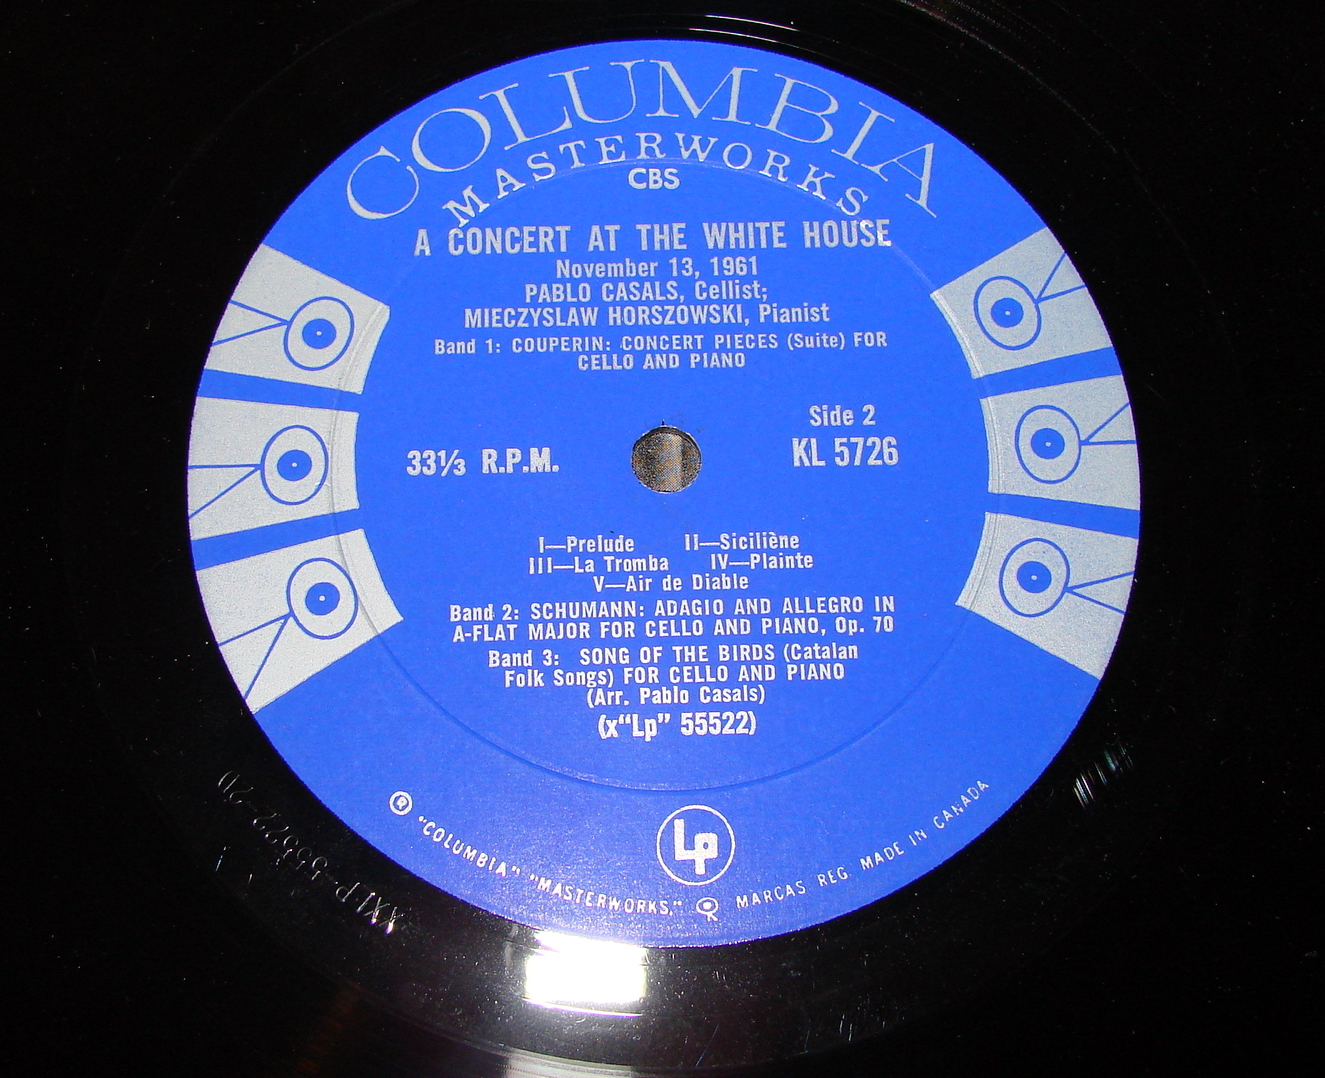 COLUMBIA
MASTERWORKS
CBS
A CONCERT AT THE WHITE HOUSE
November 13, 1961
PABLO CASALS, Cellist;
MIECZYSLAW HORSZOWSKI, Pianist
Band 1: COUPERIN: CONCERT PIECES (Suite) FOR
CELLO AND PIANO
Side 2
33⅓ R.P.M.
KL 5726
I—Prelude II—Siciliène
III—La Tromba IV—Plainte
V—Air de Diable
Band 2: SCHUMANN: ADAGIO AND ALLEGRO IN
A-FLAT MAJOR FOR CELLO AND PIANO, Op. 70
Band 3: SONG OF THE BIRDS (Catalan
Folk Songs) FOR CELLO AND PIANO
(Arr. Pablo Casals)
(x“Lp” 55522)
Lp
® "COLUMBIA" "MASTERWORKS," MARCAS REG MADE IN CANADA
XXLP-55522-2D